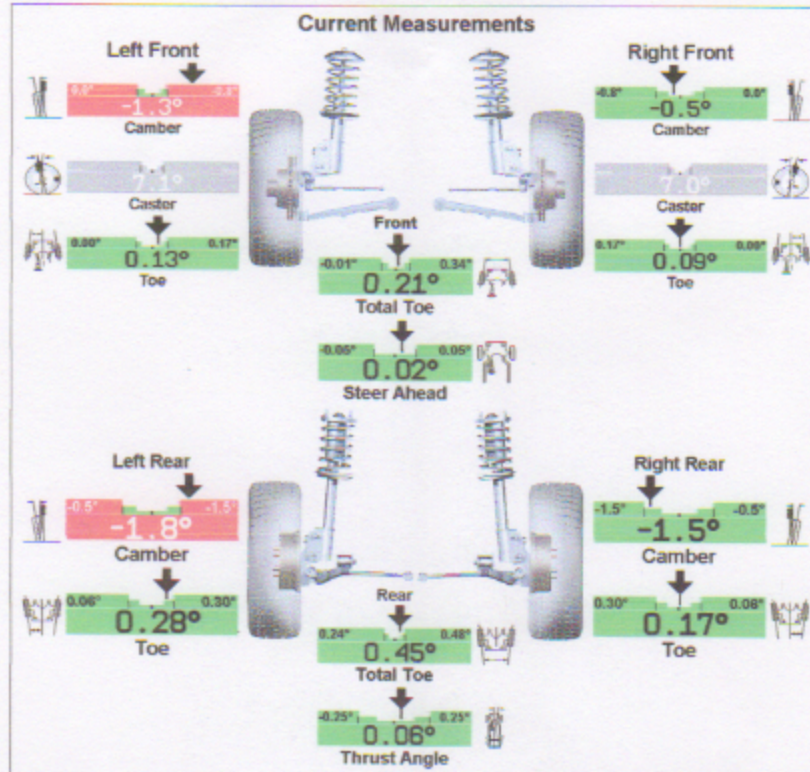 Current Measurements
Left Front
Right Front
0.0° -0.8°
-1.3°
Camber
-0.8° 0.0°
-0.5°
Camber
7.1°
Caster
7.0°
Caster
Front
0.00° 0.17°
0.13°
Toe
-0.01° 0.34°
0.21°
Total Toe
0.17° 0.00°
0.09°
Toe
0.05°
0.02°
Steer Ahead
Left Rear
Right Rear
-0.5° -1.5°
-1.8°
Camber
-1.5° -0.5°
-1.5°
Camber
Rear
0.30°
0.28°
Toe
0.24° 0.48°
0.45°
Total Toe
0.30°
0.17°
Toe
-0.25° 0.25°
0.06°
Thrust Angle